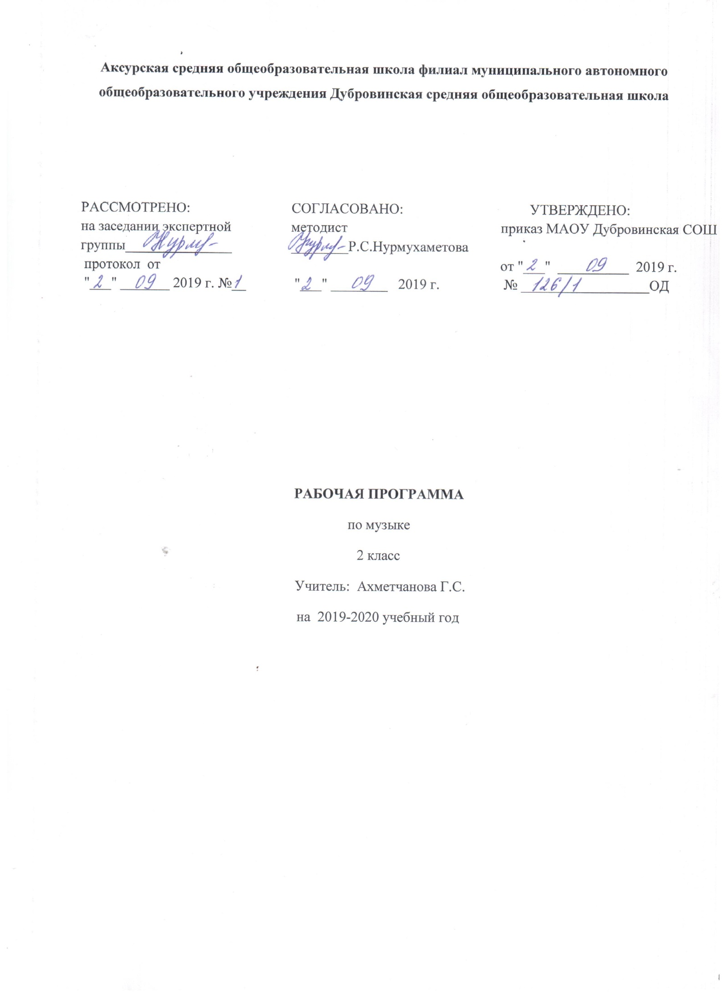 Аксурская средняя общеобразовательная школа филиал муниципального автономного
общеобразовательного учреждения Дубровинская средняя общеобразовательная школа
РАССМОТРЕНО:
на заседании экспертной
группы
протокол от
"2" 09 2019 г. №1
СОГЛАСОВАНО:
методист
Р.С.Нурмухаметова
"2" 09 2019 г.
УТВЕРЖДЕНО:
приказ МАОУ Дубровинская СОШ
от "2" 09 2019 г.
№ 126/1 ОД
РАБОЧАЯ ПРОГРАММА
по музыке
2 класс
Учитель: Ахметчанова Г.С.
на 2019-2020 учебный год